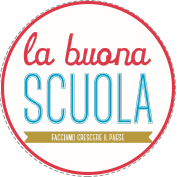 la buona
SCUOLA
FACCIAMO CRESCERE IL PAESE